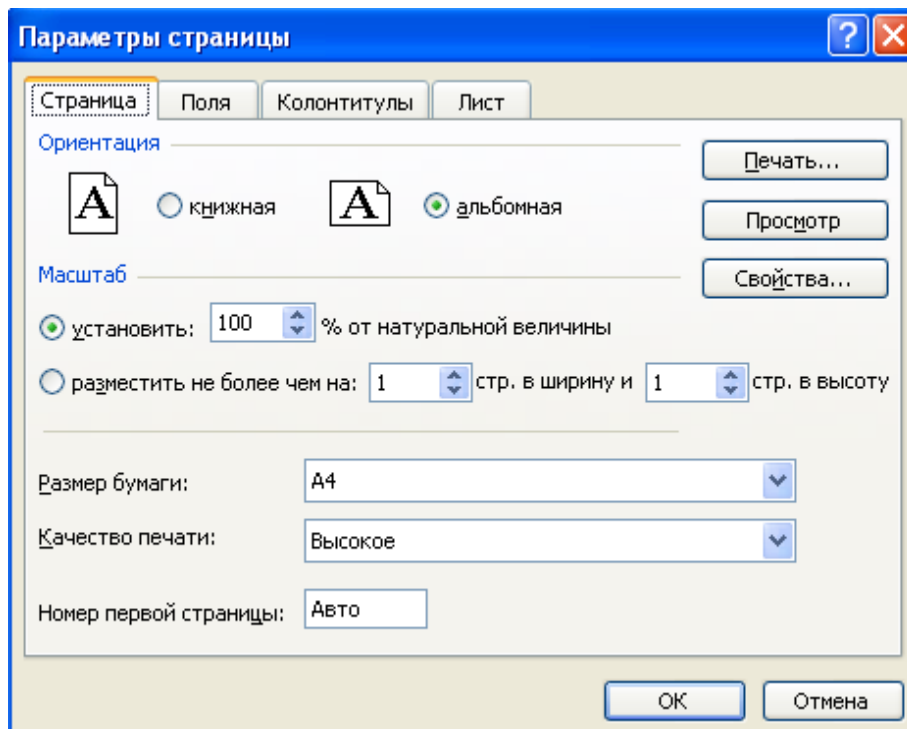 Параметры страницы
Страница Поля Колонтитулы Лист
Ориентация
A книжная A альбомная
Печать...
Просмотр
Свойства...
Масштаб
установить: 100 % от натуральной величины
разместить не более чем на: 1 стр. в ширину и 1 стр. в высоту
Размер бумаги: A4
Качество печати: Высокое
Номер первой страницы: Авто
ОК Отмена